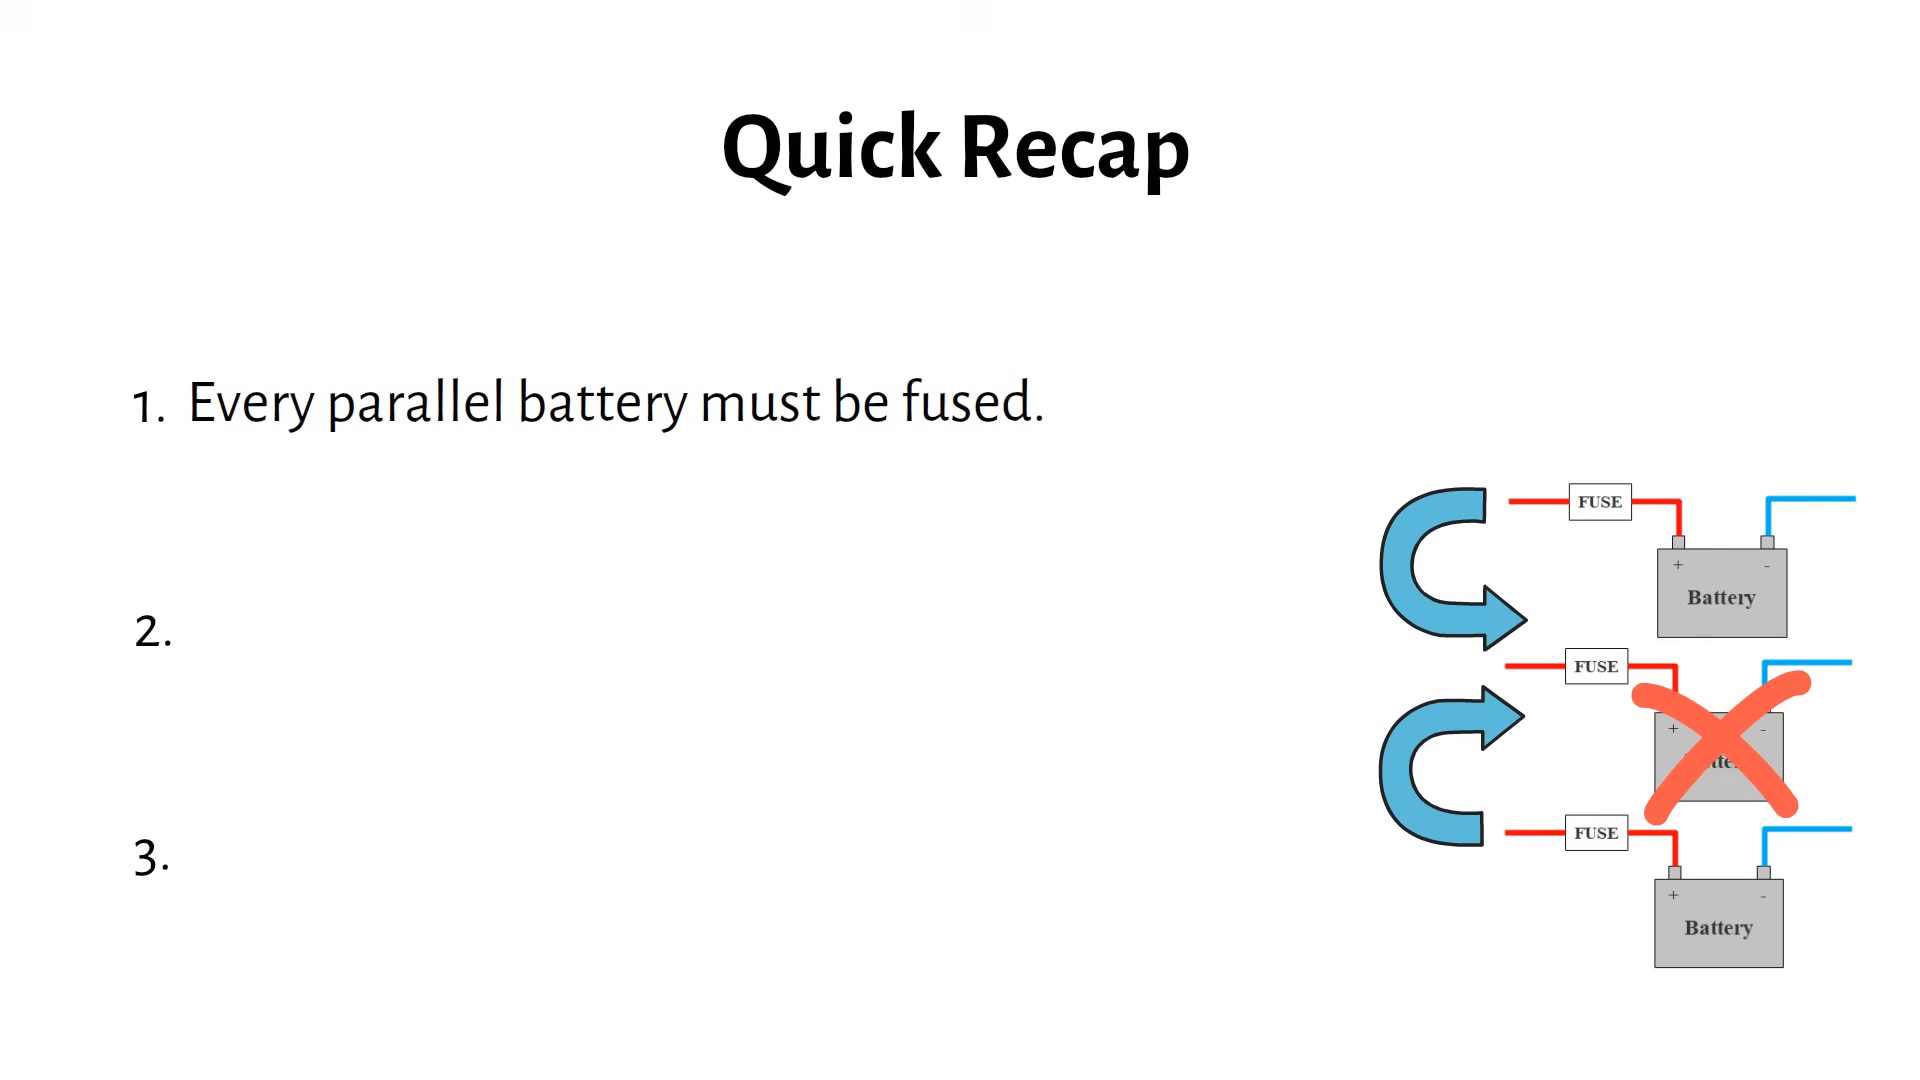 Quick Recap
1. Every parallel battery must be fused.
2.
3.
FUSE
+ -
Battery
FUSE
+ -
FUSE
+ -
Battery